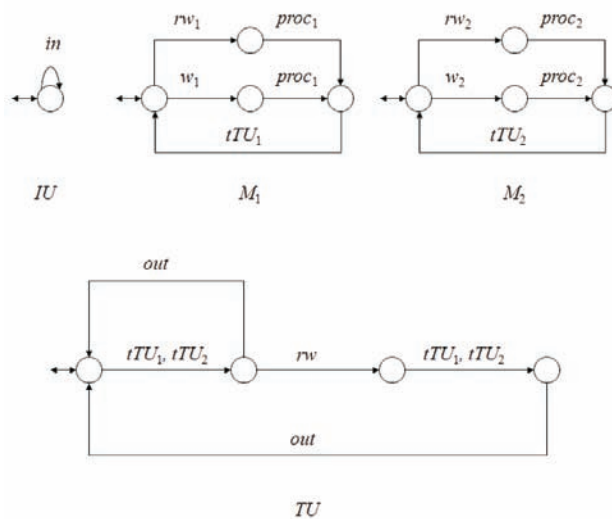 in
rw₁ proc₁
w₁ proc₁
tTU₁
rw₂ proc₂
w₂ proc₂
tTU₂
IU
M₁
M₂
out
tTU₁, tTU₂
rw
tTU₁, tTU₂
out
TU